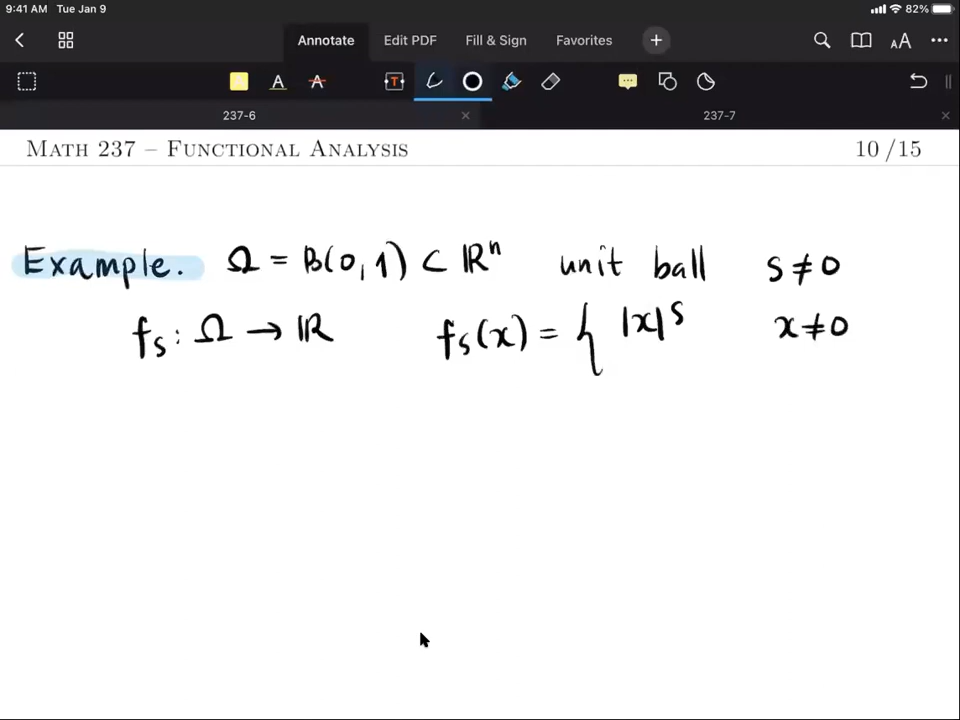 9:41 AM Tue Jan 9 82%
Annotate Edit PDF Fill & Sign Favorites
237-6 237-7
MATH 237 – FUNCTIONAL ANALYSIS 10 / 15
Example. Ω = B(0,1) ⊂ ℝⁿ unit ball s≠0
fₛ: Ω → ℝ fₛ(x) = { |x|ˢ x≠0